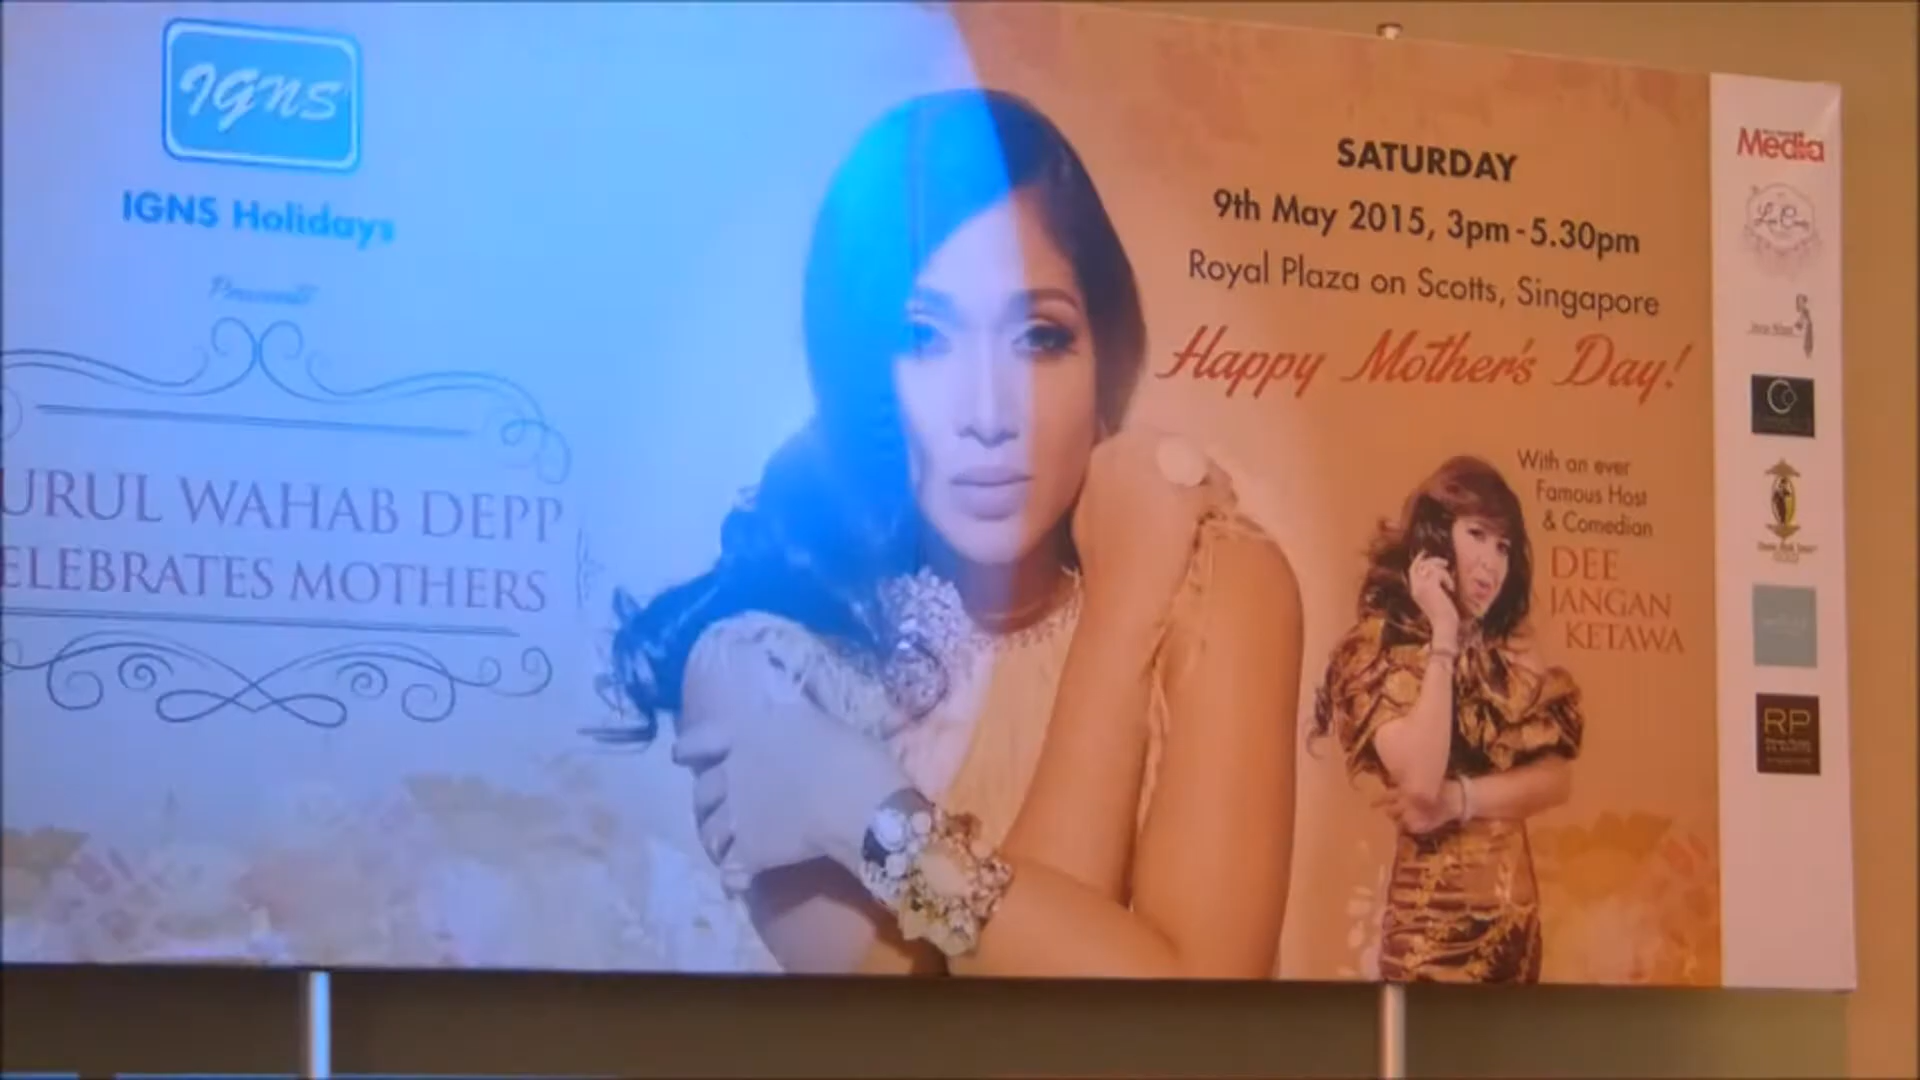 IGNS
IGNS Holidays
Presents
URUL WAHAB DEPP
ELEBRATES MOTHERS
SATURDAY
9th May 2015, 3pm-5.30pm
Royal Plaza on Scotts, Singapore
Happy Mother's Day!
With an ever
Famous Host
& Comedian
DEE
JANGAN
KETAWA
Media
RP